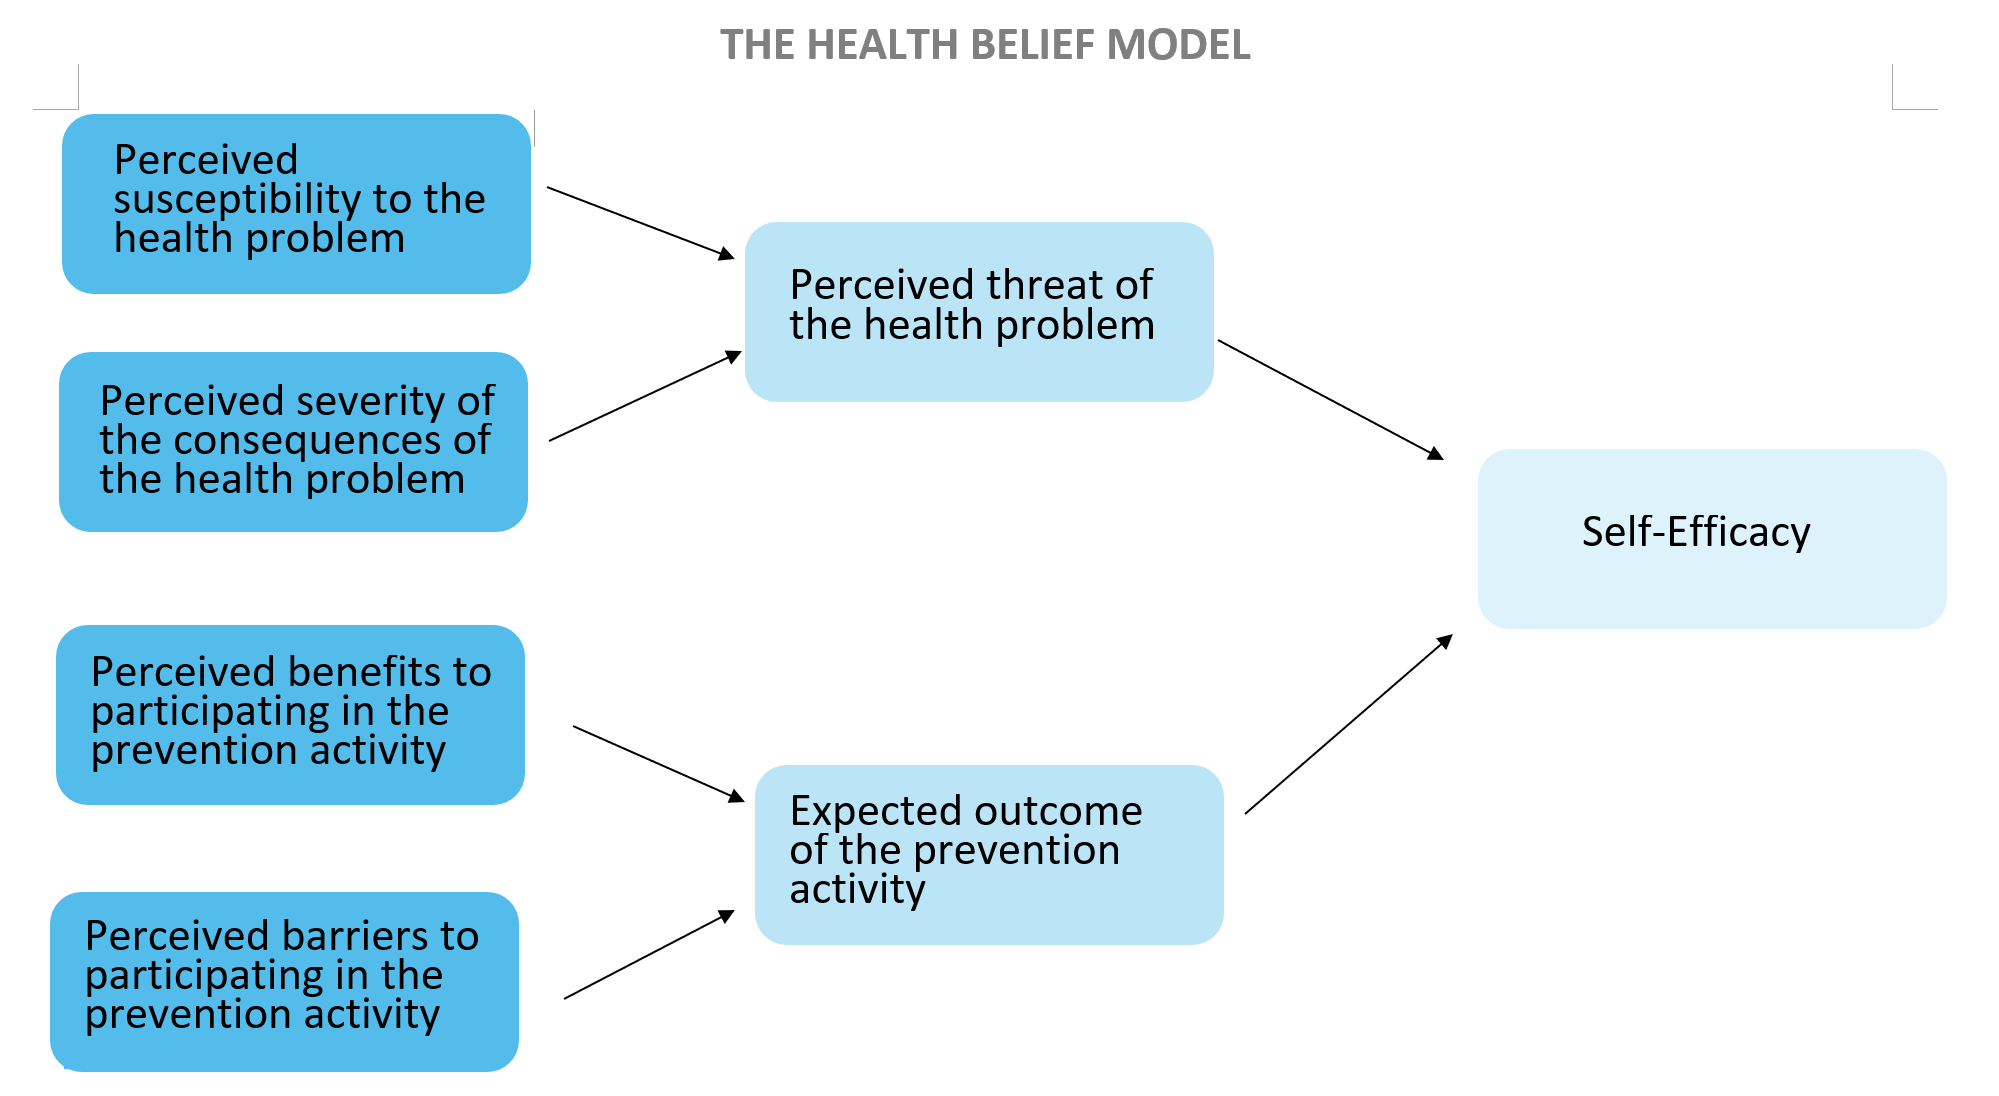 THE HEALTH BELIEF MODEL
Perceived
susceptibility to the
health problem
Perceived severity of
the consequences of
the health problem
Perceived threat of
the health problem
Self-Efficacy
Perceived benefits to
participating in the
prevention activity
Perceived barriers to
participating in the
prevention activity
Expected outcome
of the prevention
activity